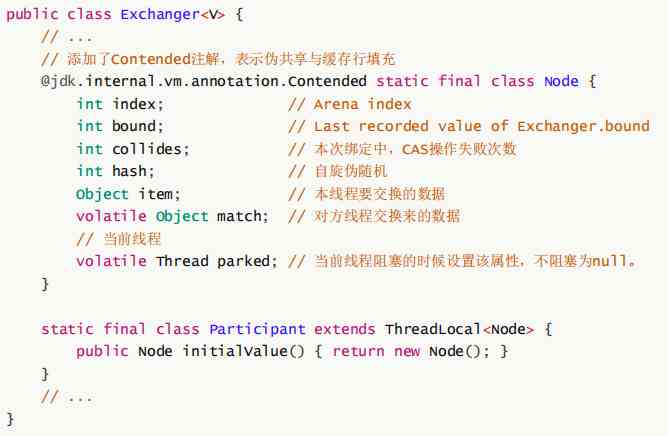 public class Exchanger<V> {
    // ...
    // 添加了Contended注解，表示伪共享与缓存行填充
    @jdk.internal.vm.annotation.Contended static final class Node {
        int index;              // Arena index
        int bound;              // Last recorded value of Exchanger.bound
        int collides;           // 本次绑定中，CAS操作失败次数
        int hash;               // 自旋伪随机
        Object item;            // 本线程要交换的数据
        volatile Object match;  // 对方线程交换来的数据
        // 当前线程
        volatile Thread parked; // 当前线程阻塞的时候设置该属性，不阻塞为null。
    }

    static final class Participant extends ThreadLocal<Node> {
        public Node initialValue() { return new Node(); }
    }
    // ...
}